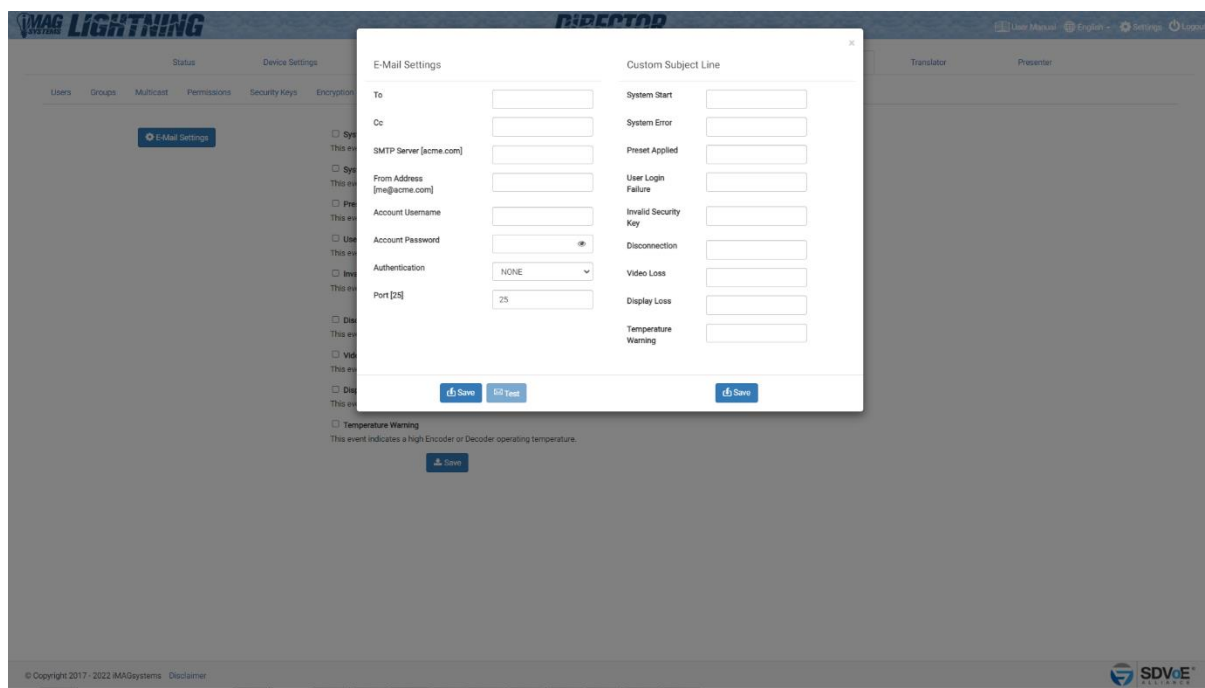 iMAG SYSTEMS LIGHTNING
DIRECTOR
User Manual English Settings Logout
Status Device Settings Translator Presenter
Users Groups Multicast Permissions Security Keys Encryption
E-Mail Settings
×
E-Mail Settings
To
Cc
SMTP Server [acme.com]
From Address
[me@acme.com]
Account Username
Account Password
Authentication NONE
Port [25] 25
Save Test
Custom Subject Line
System Start
System Error
Preset Applied
User Login
Failure
Invalid Security
Key
Disconnection
Video Loss
Display Loss
Temperature
Warning
Save
Temperature Warning
This event indicates a high Encoder or Decoder operating temperature.
Save
© Copyright 2017 - 2022 iMAGsystems Disclaimer
SDVoE
ALLIANCE